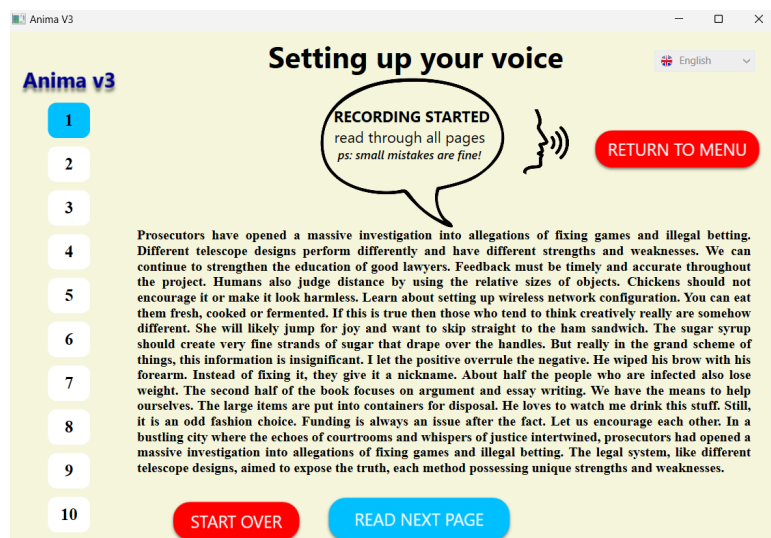 Anima V3
Setting up your voice
English
Anima v3
RECORDING STARTED
read through all pages
ps: small mistakes are fine!
RETURN TO MENU
1
2
3
4
5
6
7
8
9
10
Prosecutors have opened a massive investigation into allegations of fixing games and illegal betting.
Different telescope designs perform differently and have different strengths and weaknesses. We can
continue to strengthen the education of good lawyers. Feedback must be timely and accurate throughout
the project. Humans also judge distance by using the relative sizes of objects. Chickens should not
encourage it or make it look harmless. Learn about setting up wireless network configuration. You can eat
them fresh, cooked or fermented. If this is true then those who tend to think creatively really are somehow
different. She will likely jump for joy and want to skip straight to the ham sandwich. The sugar syrup
should create very fine strands of sugar that drape over the handles. But really in the grand scheme of
things, this information is insignificant. I let the positive overrule the negative. He wiped his brow with his
forearm. Instead of fixing it, they give it a nickname. About half the people who are infected also lose
weight. The second half of the book focuses on argument and essay writing. We have the means to help
ourselves. The large items are put into containers for disposal. He loves to watch me drink this stuff. Still,
it is an odd fashion choice. Funding is always an issue after the fact. Let us encourage each other. In a
bustling city where the echoes of courtrooms and whispers of justice intertwined, prosecutors had opened a
massive investigation into allegations of fixing games and illegal betting. The legal system, like different
telescope designs, aimed to expose the truth, each method possessing unique strengths and weaknesses.
START OVER
READ NEXT PAGE